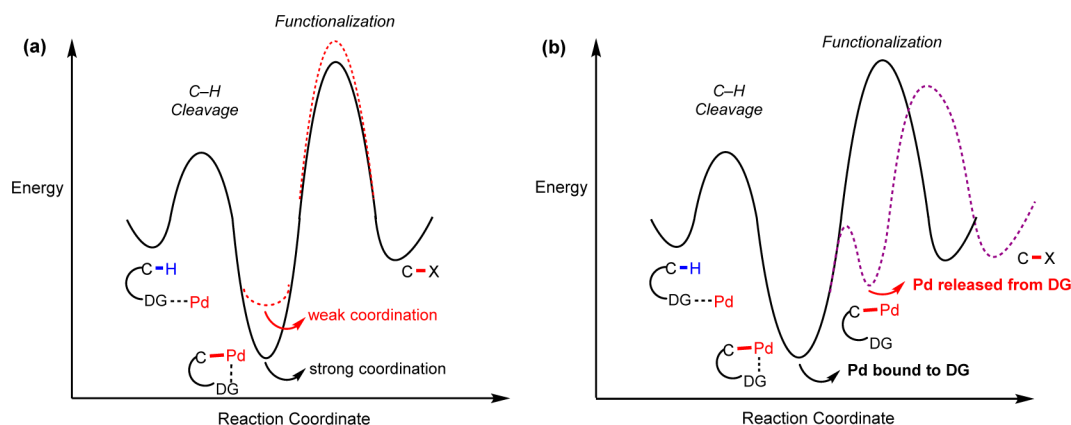 (a)
Functionalization
C–H
Cleavage
Energy
C–H
DG---Pd
C–X
weak coordination
C–Pd
DG
strong coordination
Reaction Coordinate
(b)
Functionalization
C–H
Cleavage
Energy
C–H
DG---Pd
C–X
Pd released from DG
C–Pd
DG
C–Pd
DG
Pd bound to DG
Reaction Coordinate